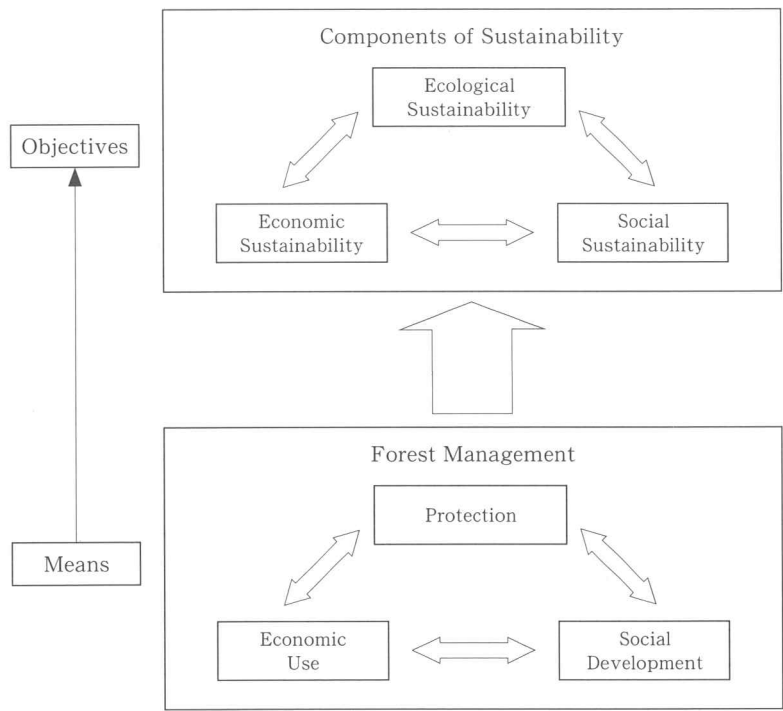 Components of Sustainability
Ecological
Sustainability
Objectives
Economic
Sustainability
Social
Sustainability
Forest Management
Protection
Means
Economic
Use
Social
Development